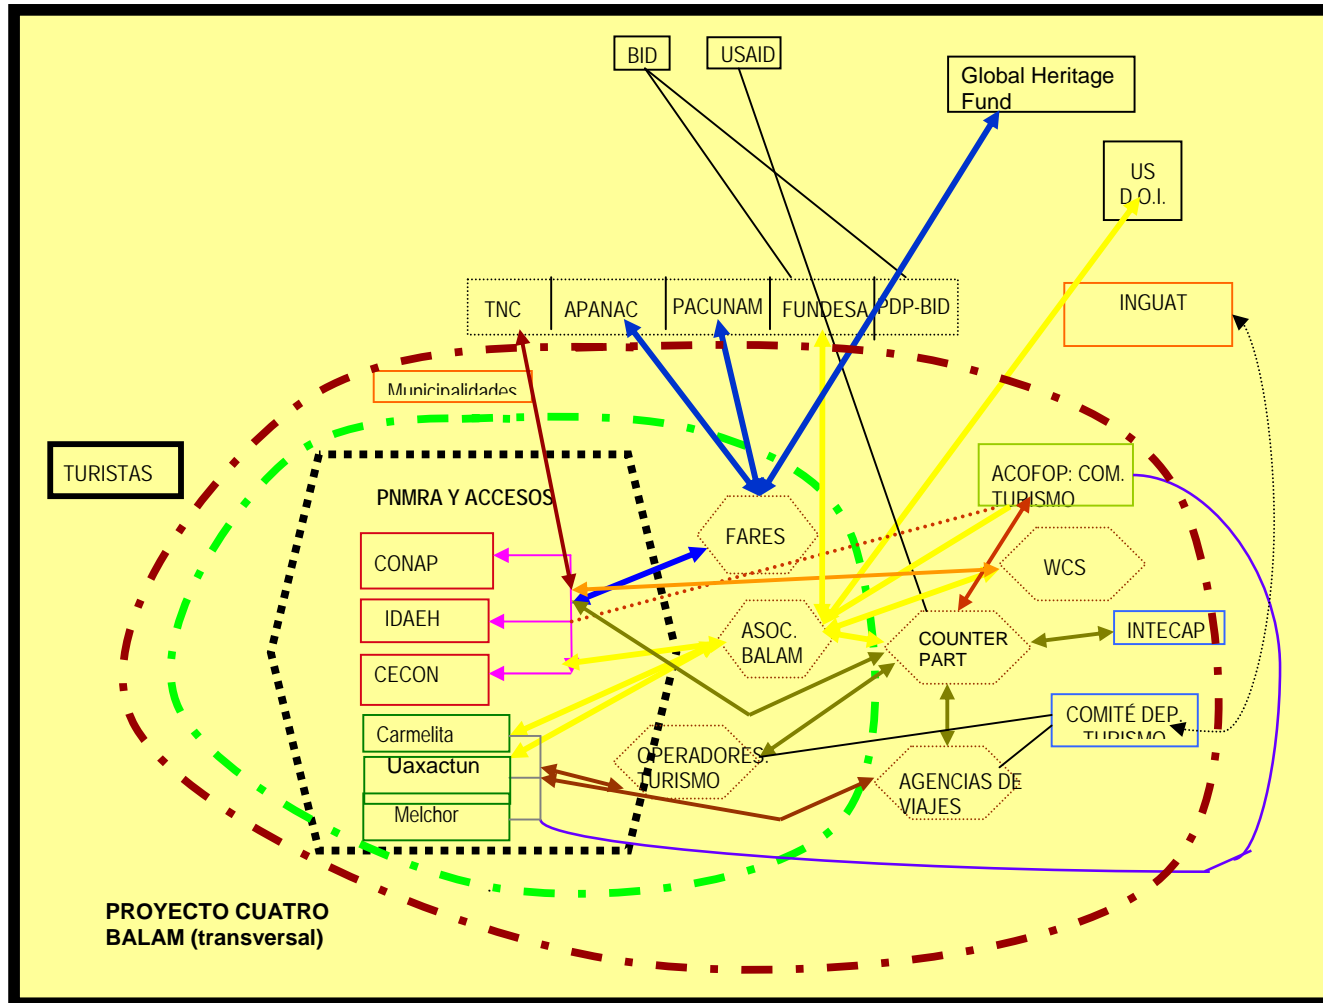 BID
USAID
Global Heritage
Fund
US
D.O.I.
TNC
APANAC
PACUNAM
FUNDESA
PDP-BID
INGUAT
Municipalidades
TURISTAS
PNMRA Y ACCESOS
ACOFOP: COM.
TURISMO
FARES
WCS
CONAP
IDAEH
CECON
ASOC.
BALAM
COUNTER
PART
INTECAP
Carmelita
Uaxactun
Melchor
OPERADORES.
TURISMO
COMITÉ DEP.
TURISMO
AGENCIAS DE
VIAJES
PROYECTO CUATRO
BALAM (transversal)